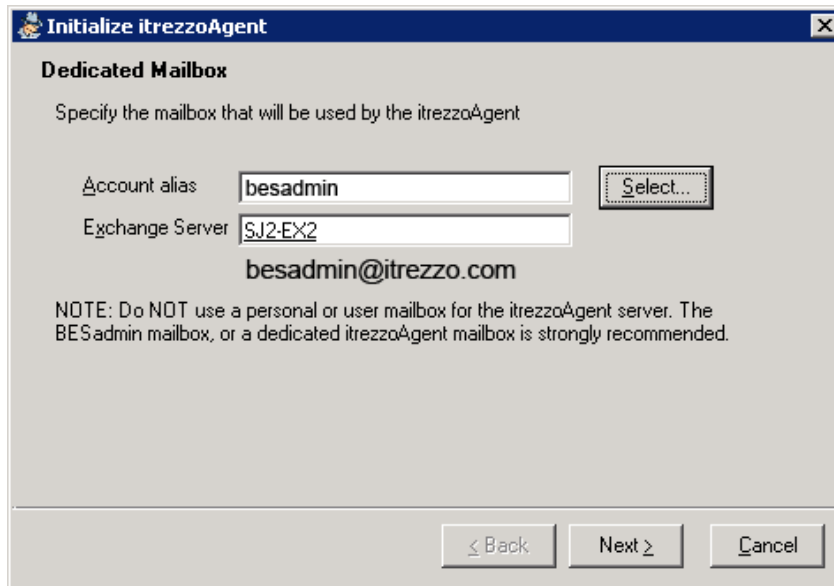 Initialize itrezzoAgent
Dedicated Mailbox
Specify the mailbox that will be used by the itrezzoAgent
Account alias besadmin Select...
Exchange Server SJ2-EX2
besadmin@itrezzo.com
NOTE: Do NOT use a personal or user mailbox for the itrezzoAgent server. The
BESadmin mailbox, or a dedicated itrezzoAgent mailbox is strongly recommended.
< Back Next > Cancel